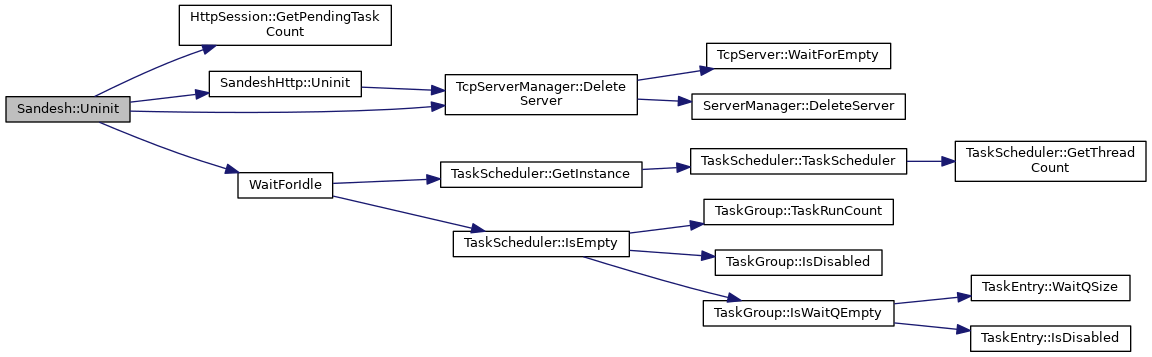 HttpSession::GetPendingTask
Count
SandeshHttp::Uninit
Sandesh::Uninit
TcpServerManager::Delete
Server
TcpServer::WaitForEmpty
ServerManager::DeleteServer
WaitForIdle
TaskScheduler::GetInstance
TaskScheduler::TaskScheduler
TaskScheduler::GetThread
Count
TaskScheduler::IsEmpty
TaskGroup::TaskRunCount
TaskGroup::IsDisabled
TaskGroup::IsWaitQEmpty
TaskEntry::WaitQSize
TaskEntry::IsDisabled